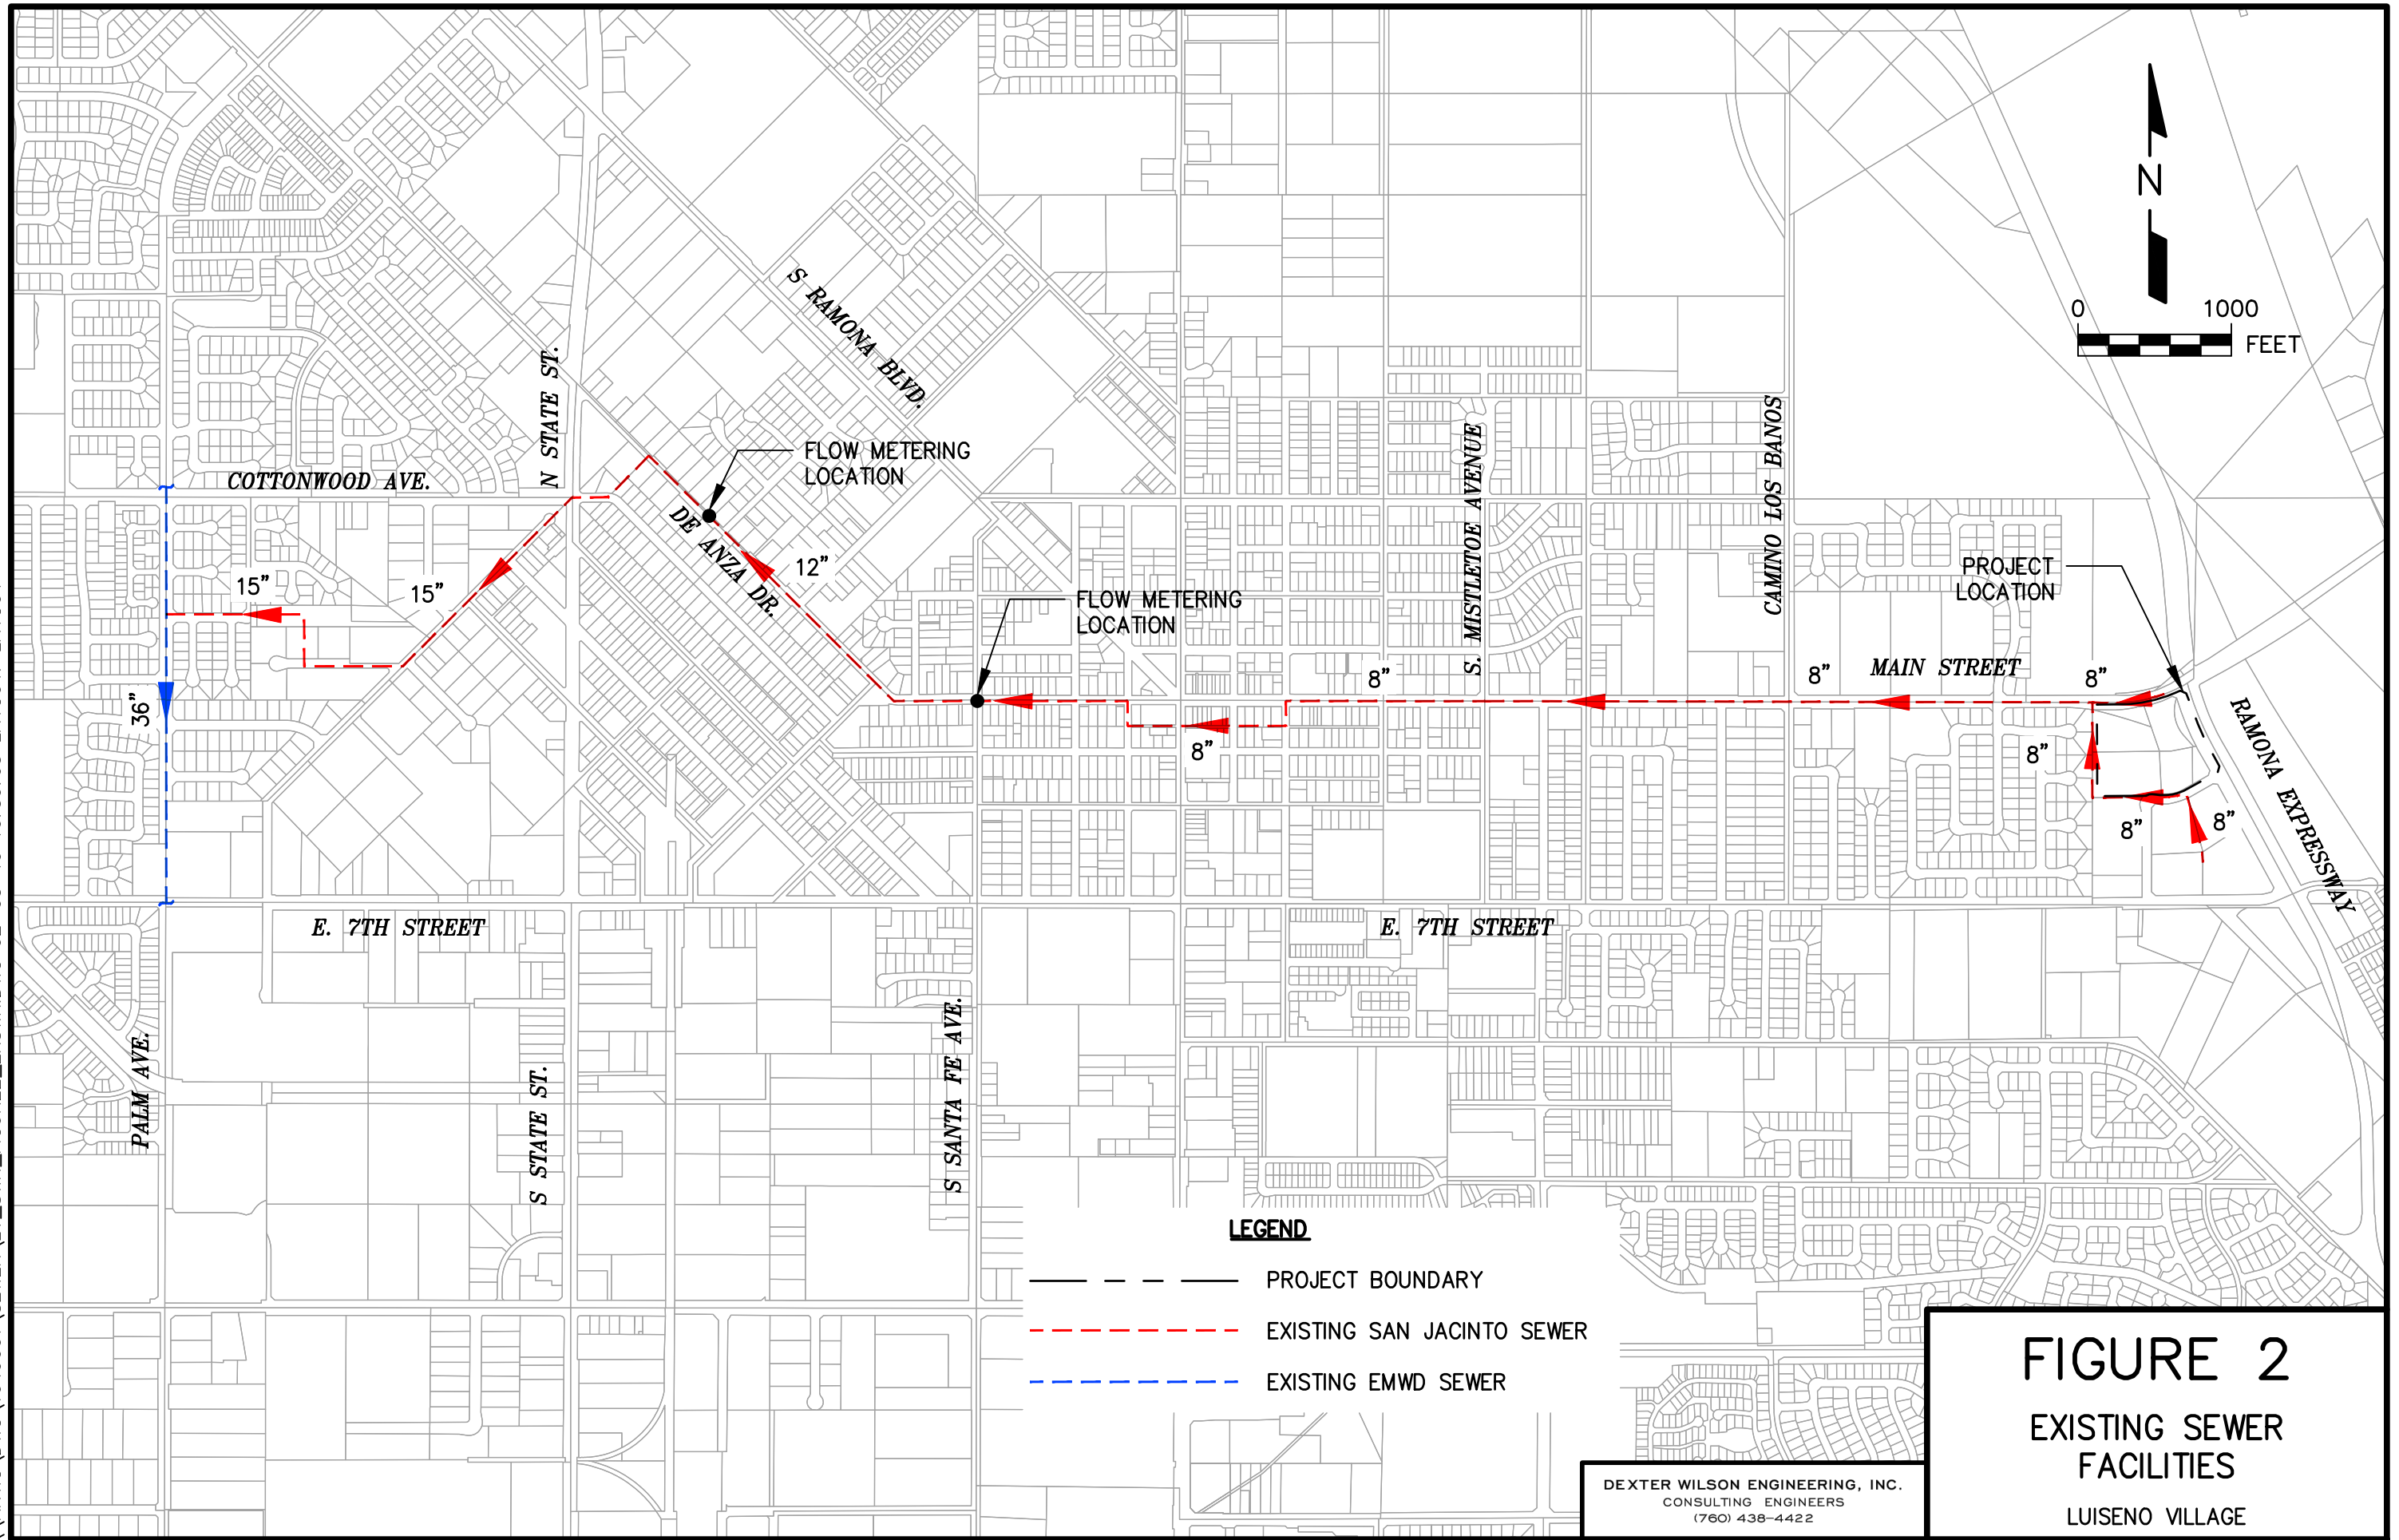 N
0 1000
FEET
S RAMONA BLVD.
N STATE ST.
CAMINO LOS BANOS
S. MISTLETOE AVENUE
FLOW METERING
LOCATION
COTTONWOOD AVE.
DE ANZA DR.
12”
15”
15”
FLOW METERING
LOCATION
PROJECT
LOCATION
MAIN STREET
8”
8”
8”
36”
8”
8”
8”
8”
RAMONA EXPRESSWAY
E. 7TH STREET
E. 7TH STREET
PALM AVE.
S STATE ST.
S SANTA FE AVE.
LEGEND
PROJECT BOUNDARY
EXISTING SAN JACINTO SEWER
EXISTING EMWD SEWER
FIGURE 2
EXISTING SEWER
FACILITIES
LUISENO VILLAGE
DEXTER WILSON ENGINEERING, INC.
CONSULTING ENGINEERS
(760) 438-4422